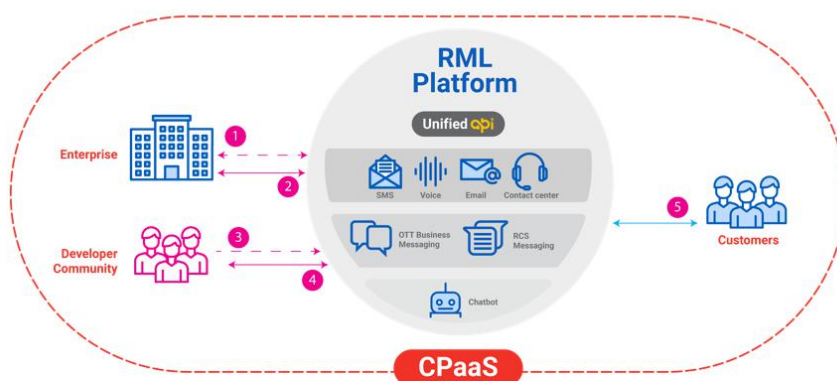 RML
Platform
Unified api
Enterprise
1
2
SMS
Voice
Email
Contact center
Developer
Community
3
4
OTT Business
Messaging
RCS
Messaging
5
Customers
Chatbot
CPaaS